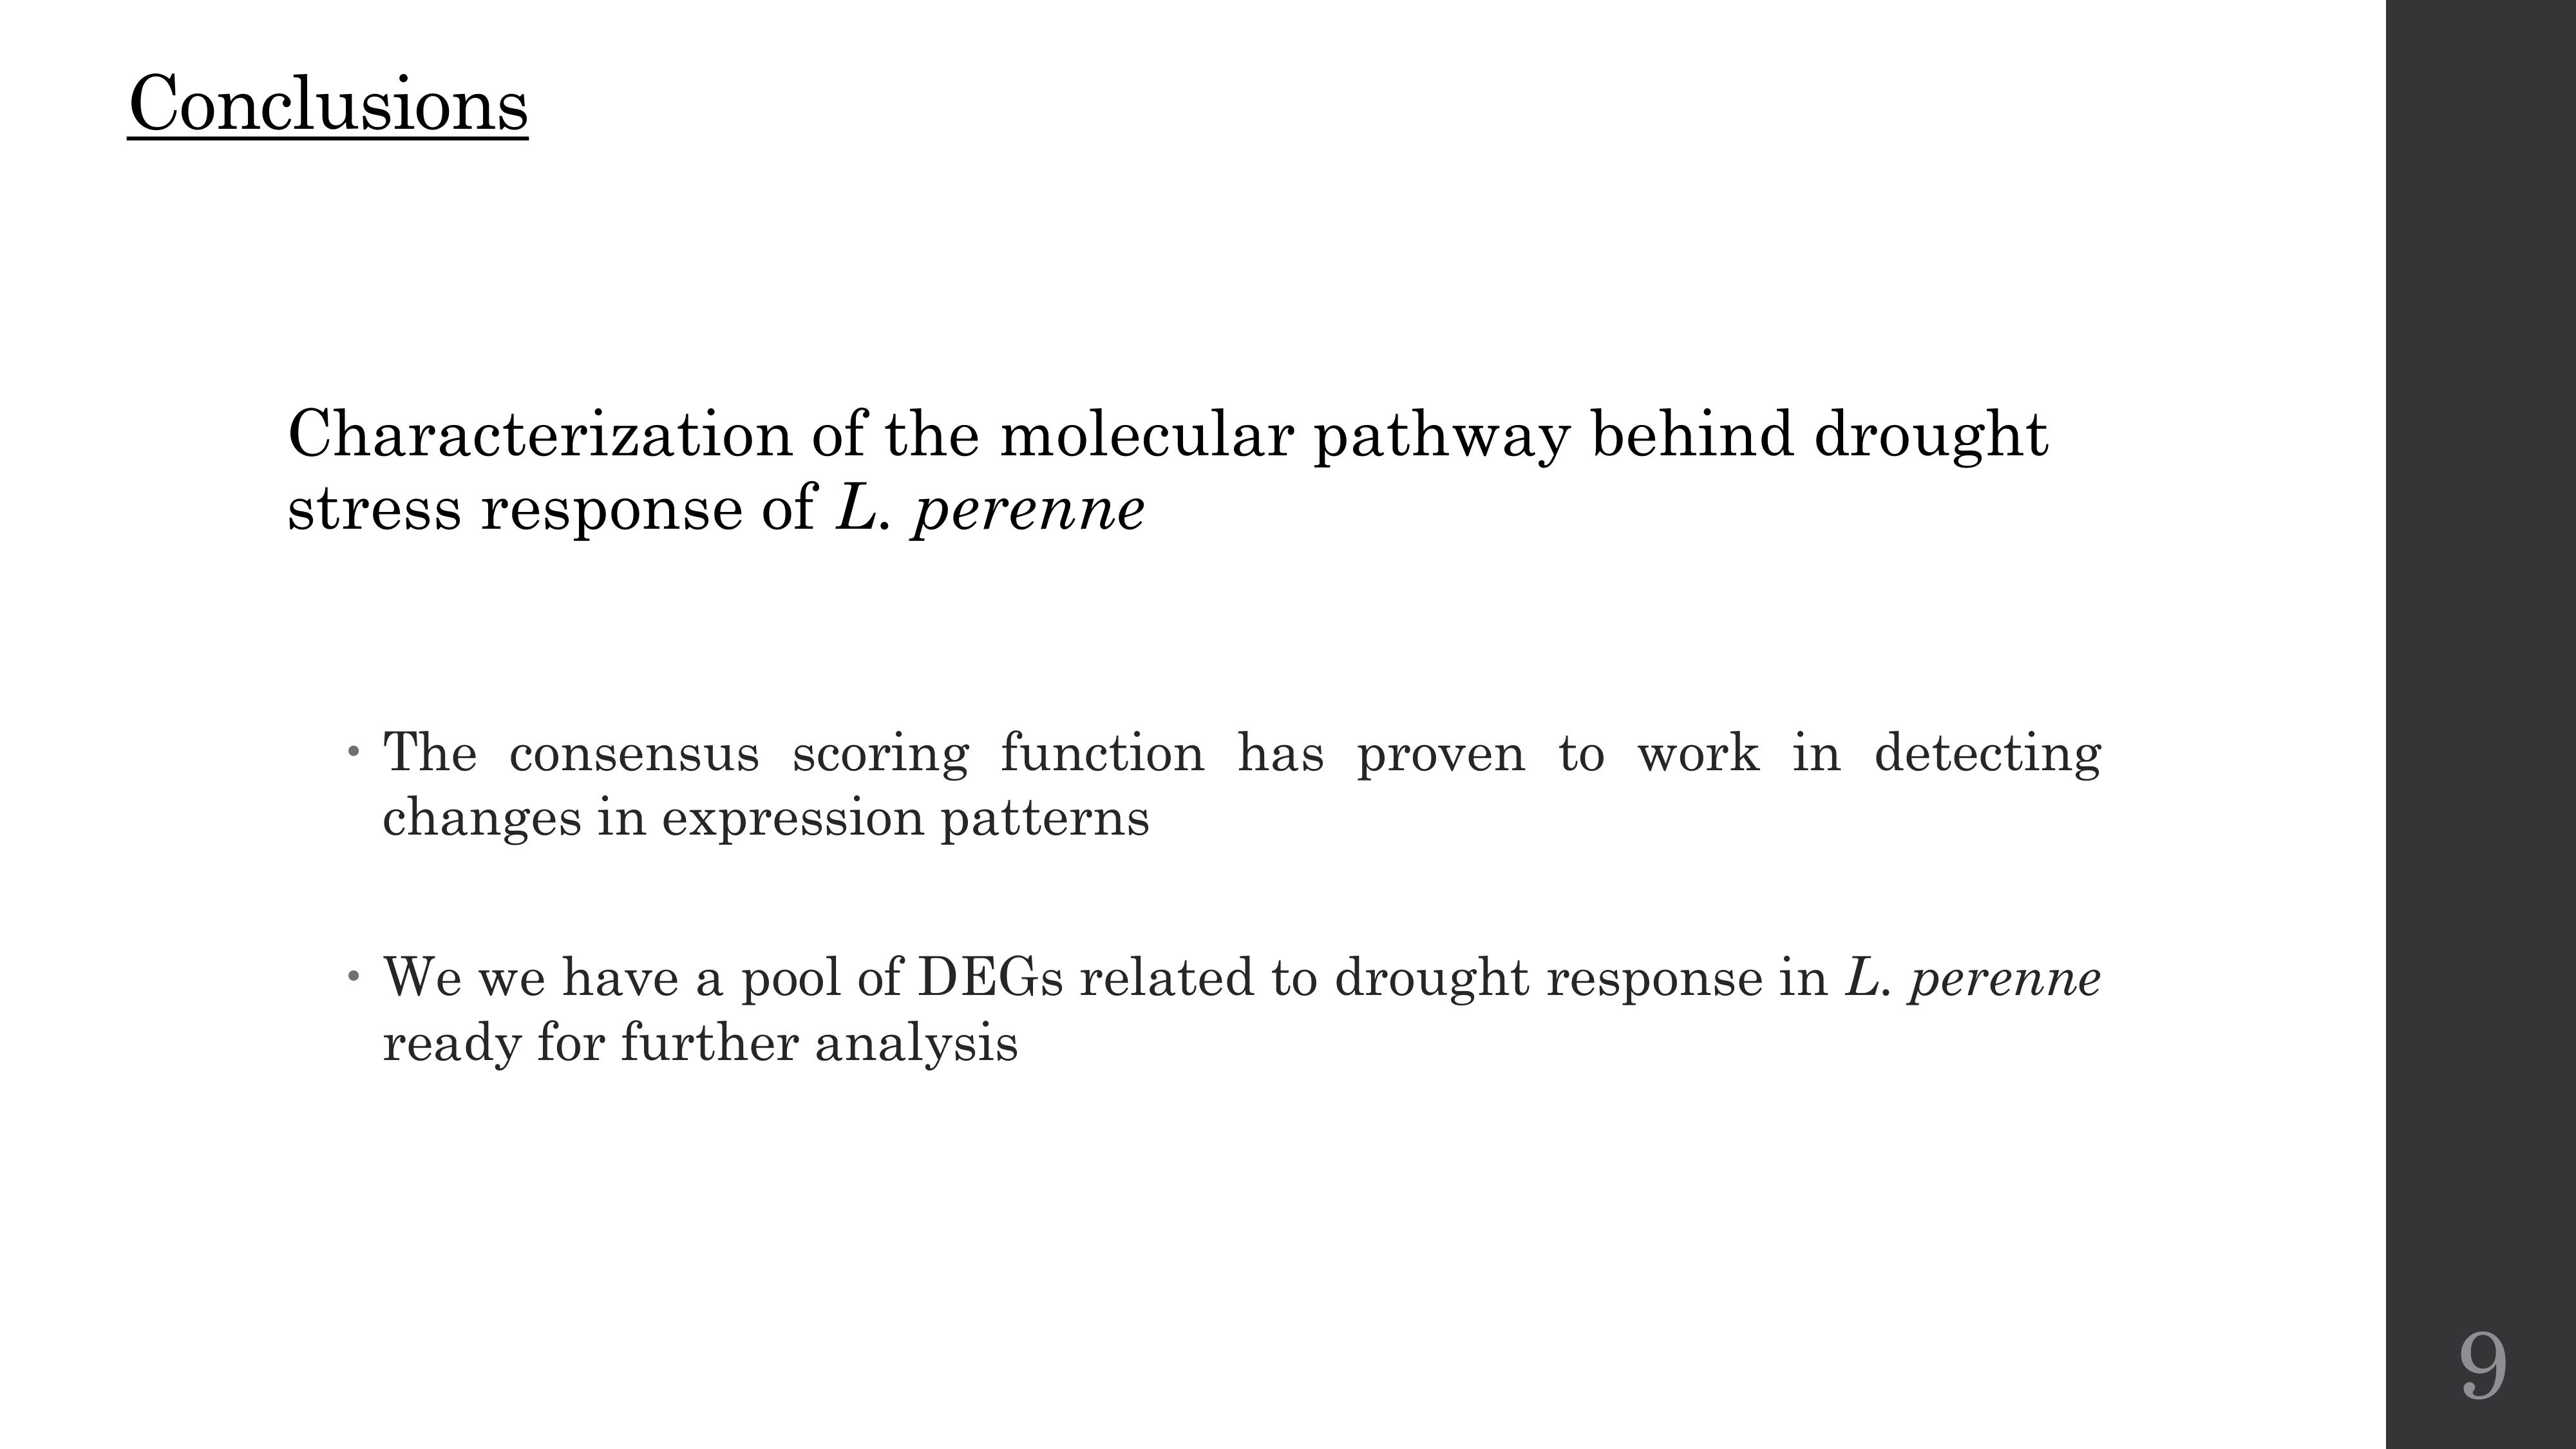 Conclusions
Characterization of the molecular pathway behind drought
stress response of L. perenne
• The consensus scoring function has proven to work in detecting
changes in expression patterns
• We we have a pool of DEGs related to drought response in L. perenne
ready for further analysis
9